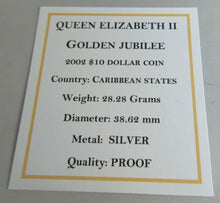 QUEEN ELIZABETH II
GOLDEN JUBILEE
2002 $10 DOLLAR COIN
Country: CARIBBEAN STATES
Weight: 28.28 Grams
Diameter: 38.62 mm
Metal: SILVER
Quality: PROOF